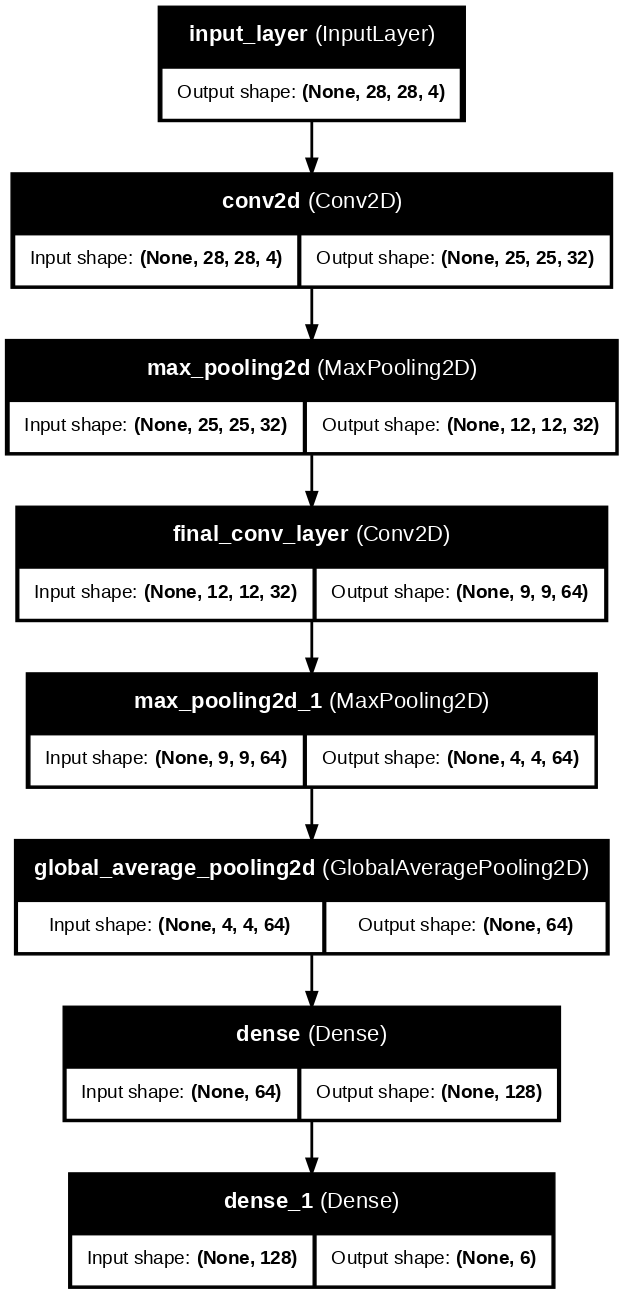 input_layer (InputLayer)
Output shape: (None, 28, 28, 4)
conv2d (Conv2D)
Input shape: (None, 28, 28, 4) Output shape: (None, 25, 25, 32)
max_pooling2d (MaxPooling2D)
Input shape: (None, 25, 25, 32) Output shape: (None, 12, 12, 32)
final_conv_layer (Conv2D)
Input shape: (None, 12, 12, 32) Output shape: (None, 9, 9, 64)
max_pooling2d_1 (MaxPooling2D)
Input shape: (None, 9, 9, 64) Output shape: (None, 4, 4, 64)
global_average_pooling2d (GlobalAveragePooling2D)
Input shape: (None, 4, 4, 64) Output shape: (None, 64)
dense (Dense)
Input shape: (None, 64) Output shape: (None, 128)
dense_1 (Dense)
Input shape: (None, 128) Output shape: (None, 6)